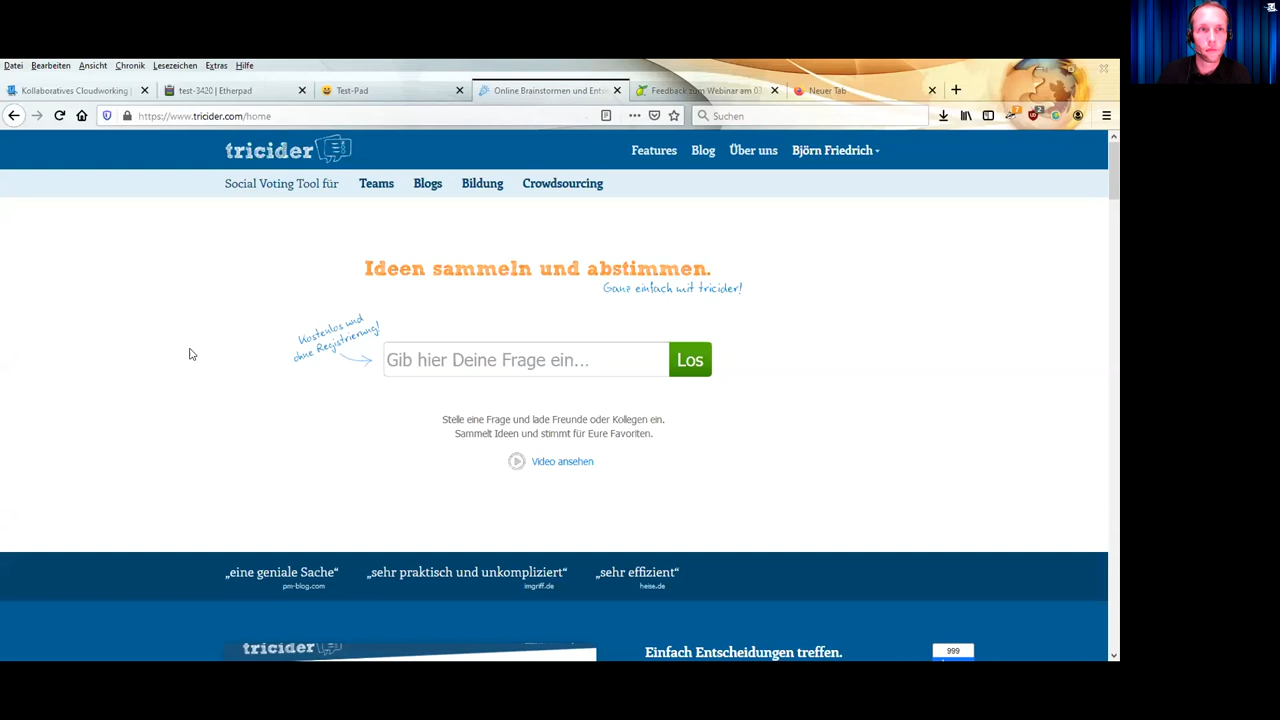 Datei Bearbeiten Ansicht Chronik Lesezeichen Extras Hilfe
Kollaboratives Cloudworking | test-3420 | Etherpad Test-Pad Online Brainstormen und Ents Feedback zum Webinar am 03 Neuer Tab
https://www.tricider.com/home Suchen
tricider Features Blog Über uns Björn Friedrich
Social Voting Tool für Teams Blogs Bildung Crowdsourcing
Ideen sammeln und abstimmen.
Ganz einfach mit tricider!
Kostenlos und
ohne Registrierung!
Gib hier Deine Frage ein... Los
Stelle eine Frage und lade Freunde oder Kollegen ein.
Sammelt Ideen und stimmt für Eure Favoriten.
Video ansehen
„eine geniale Sache“ „sehr praktisch und unkompliziert“ „sehr effizient“
pm-blog.com imgriff.de heise.de
tricider Einfach Entscheidungen treffen. 999